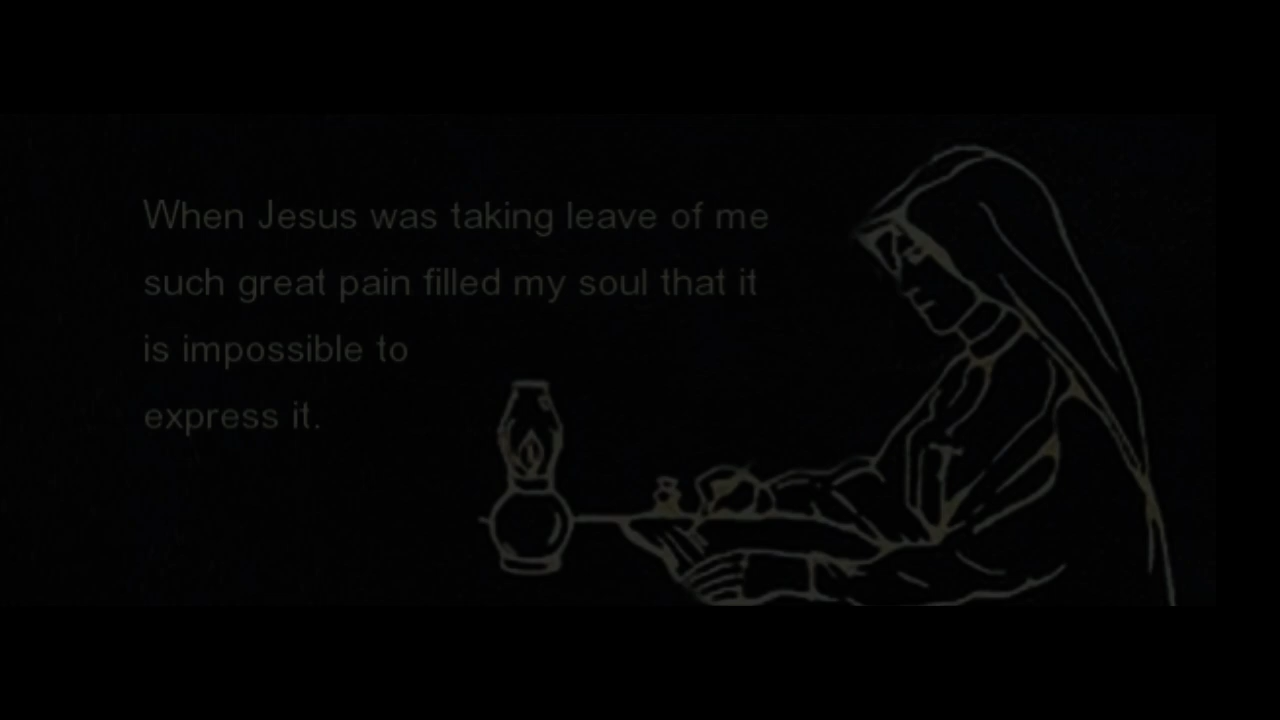 When Jesus was taking leave of me
such great pain filled my soul that it
is impossible to
express it.